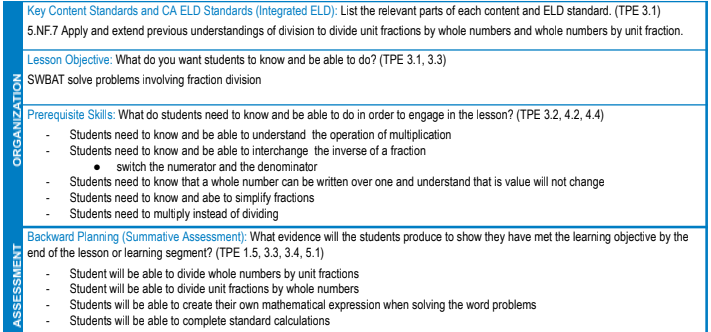 Key Content Standards and CA ELD Standards (Integrated ELD): List the relevant parts of each content and ELD standard. (TPE 3.1)
5.NF.7 Apply and extend previous understandings of division to divide unit fractions by whole numbers and whole numbers by unit fraction.
Lesson Objective: What do you want students to know and be able to do? (TPE 3.1, 3.3)
SWBAT solve problems involving fraction division
ORGANIZATION
Prerequisite Skills: What do students need to know and be able to do in order to engage in the lesson? (TPE 3.2, 4.2, 4.4)
- Students need to know and be able to understand the operation of multiplication
- Students need to know and be able to interchange the inverse of a fraction
● switch the numerator and the denominator
- Students need to know that a whole number can be written over one and understand that is value will not change
- Students need to know and abe to simplify fractions
- Students need to multiply instead of dividing
ASSESSMENT
Backward Planning (Summative Assessment): What evidence will the students produce to show they have met the learning objective by the
end of the lesson or learning segment? (TPE 1.5, 3.3, 3.4, 5.1)
- Student will be able to divide whole numbers by unit fractions
- Student will be able to divide unit fractions by whole numbers
- Students will be able to create their own mathematical expression when solving the word problems
- Students will be able to complete standard calculations